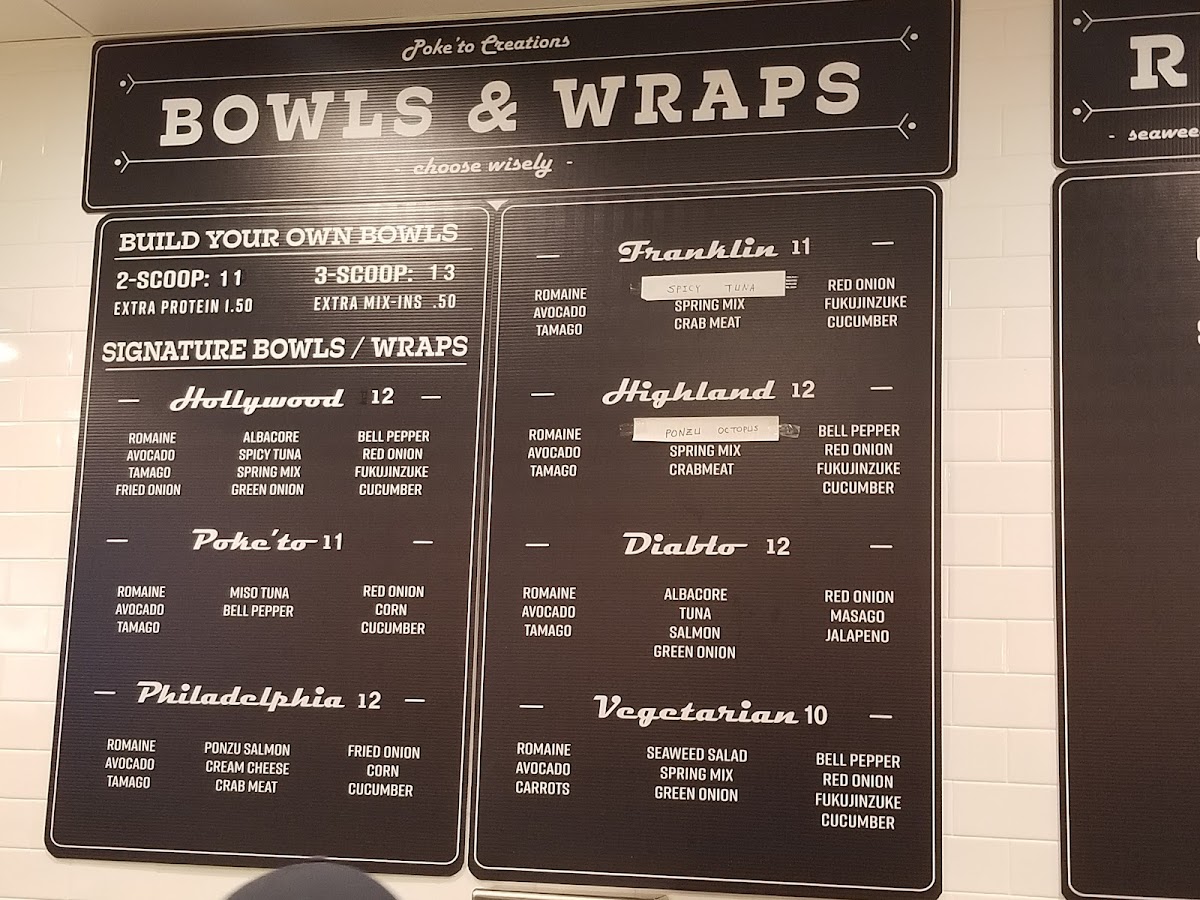 Poke'to Creations
BOWLS & WRAPS
- choose wisely -
BUILD YOUR OWN BOWLS
2-SCOOP: 11 3-SCOOP: 13
EXTRA PROTEIN 1.50 EXTRA MIX-INS .50
SIGNATURE BOWLS / WRAPS
— Hollywood 12 —
ROMAINE ALBACORE BELL PEPPER
AVOCADO SPICY TUNA RED ONION
TAMAGO SPRING MIX FUKUJINZUKE
FRIED ONION GREEN ONION CUCUMBER
— Poke'to 11 —
ROMAINE MISO TUNA RED ONION
AVOCADO BELL PEPPER CORN
TAMAGO CUCUMBER
— Philadelphia 12 —
ROMAINE PONZU SALMON FRIED ONION
AVOCADO CREAM CHEESE CORN
TAMAGO CRAB MEAT CUCUMBER
— Franklin 11 —
ROMAINE SPICY TUNA RED ONION
AVOCADO SPRING MIX FUKUJINZUKE
TAMAGO CRAB MEAT CUCUMBER
— Highland 12 —
ROMAINE PONZU OCTOPUS BELL PEPPER
AVOCADO SPRING MIX RED ONION
TAMAGO CRABMEAT FUKUJINZUKE
CUCUMBER
— Diablo 12 —
ROMAINE ALBACORE RED ONION
AVOCADO TUNA MASAGO
TAMAGO SALMON JALAPENO
GREEN ONION
— Vegetarian 10 —
ROMAINE SEAWEED SALAD BELL PEPPER
AVOCADO SPRING MIX RED ONION
CARROTS GREEN ONION FUKUJINZUKE
CUCUMBER
R
- seawee